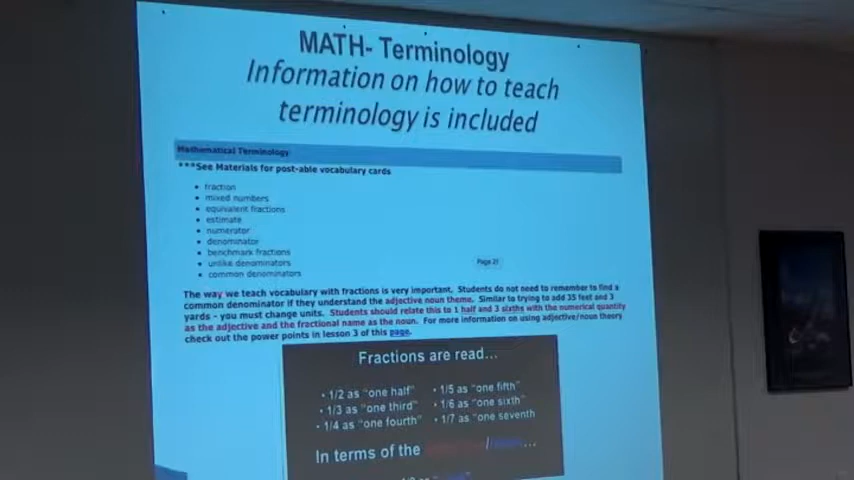 MATH- Terminology
Information on how to teach
terminology is included
Mathematical Terminology
***See Materials for post-able vocabulary cards
• fraction
• mixed numbers
• equivalent fractions
• estimate
• numerator
• denominator
• benchmark fractions
• unlike denominators
• common denominators
Page 21
The way we teach vocabulary with fractions is very important. Students do not need to remember to find a
common denominator if they understand the adjective noun theme. Similar to trying to add 35 feet and 3
yards - you must change units. Students should relate this to 1 half and 3 sixths with the numerical quantity
as the adjective and the fractional name as the noun. For more information on using adjective/noun theory
check out the power points in lesson 3 of this page.
Fractions are read...
• 1/2 as "one half" • 1/5 as "one fifth"
• 1/3 as "one third" • 1/6 as "one sixth"
• 1/4 as "one fourth" • 1/7 as "one seventh
In terms of the / ...